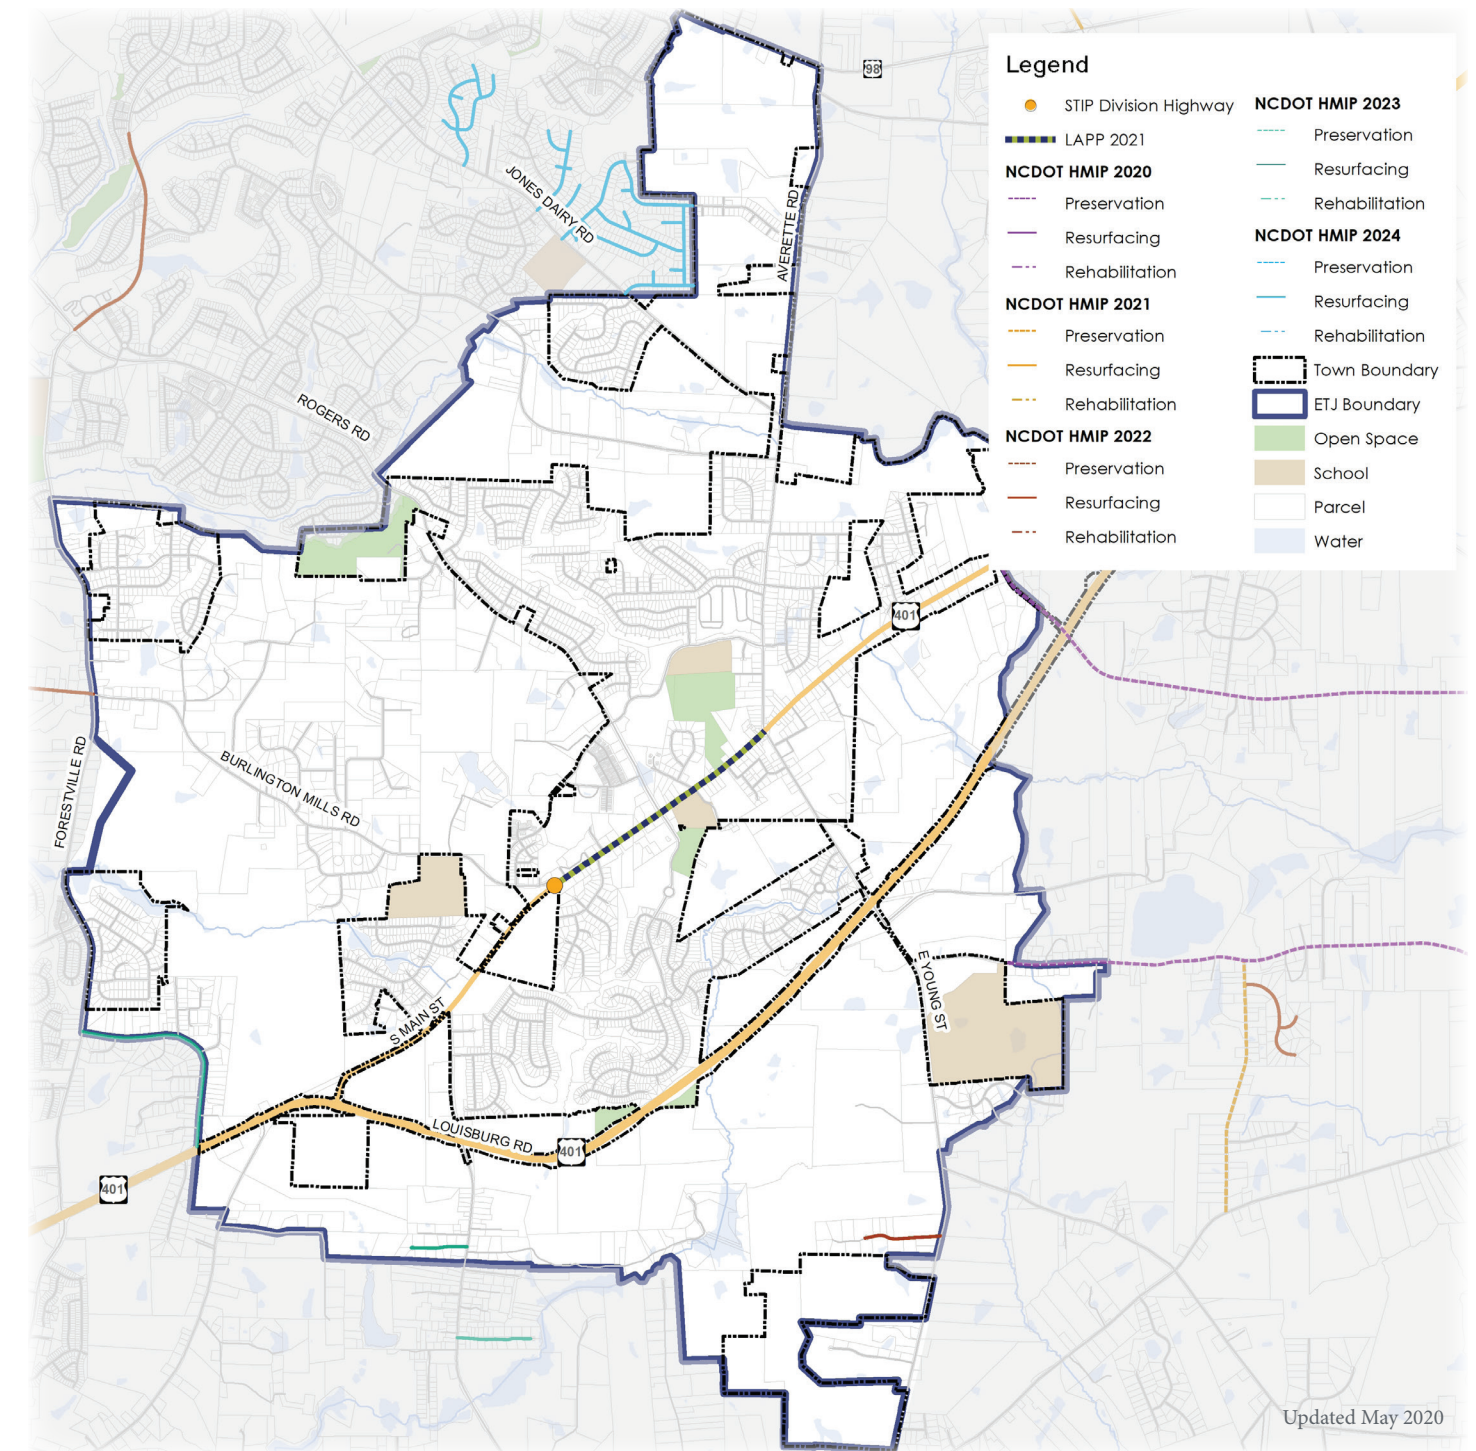 98
Legend
STIP Division Highway
LAPP 2021
NCDOT HMIP 2020
Preservation
Resurfacing
Rehabilitation
NCDOT HMIP 2021
Preservation
Resurfacing
Rehabilitation
NCDOT HMIP 2022
Preservation
Resurfacing
Rehabilitation
NCDOT HMIP 2023
Preservation
Resurfacing
Rehabilitation
NCDOT HMIP 2024
Preservation
Resurfacing
Rehabilitation
Town Boundary
ETJ Boundary
Open Space
School
Parcel
Water
JONES DAIRY RD
AVERETTE RD
ROGERS RD
401
FORESTVILLE RD
BURLINGTON MILLS RD
E YOUNG ST
S MAIN ST
LOUISBURG RD
401
401
Updated May 2020